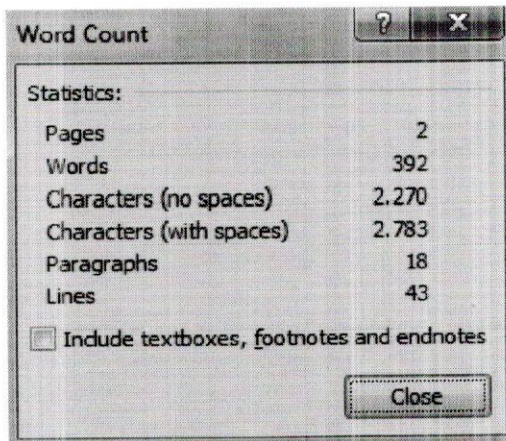 Word Count
?
X
Statistics:
Pages 2
Words 392
Characters (no spaces) 2.270
Characters (with spaces) 2.783
Paragraphs 18
Lines 43
Include textboxes, footnotes and endnotes
Close